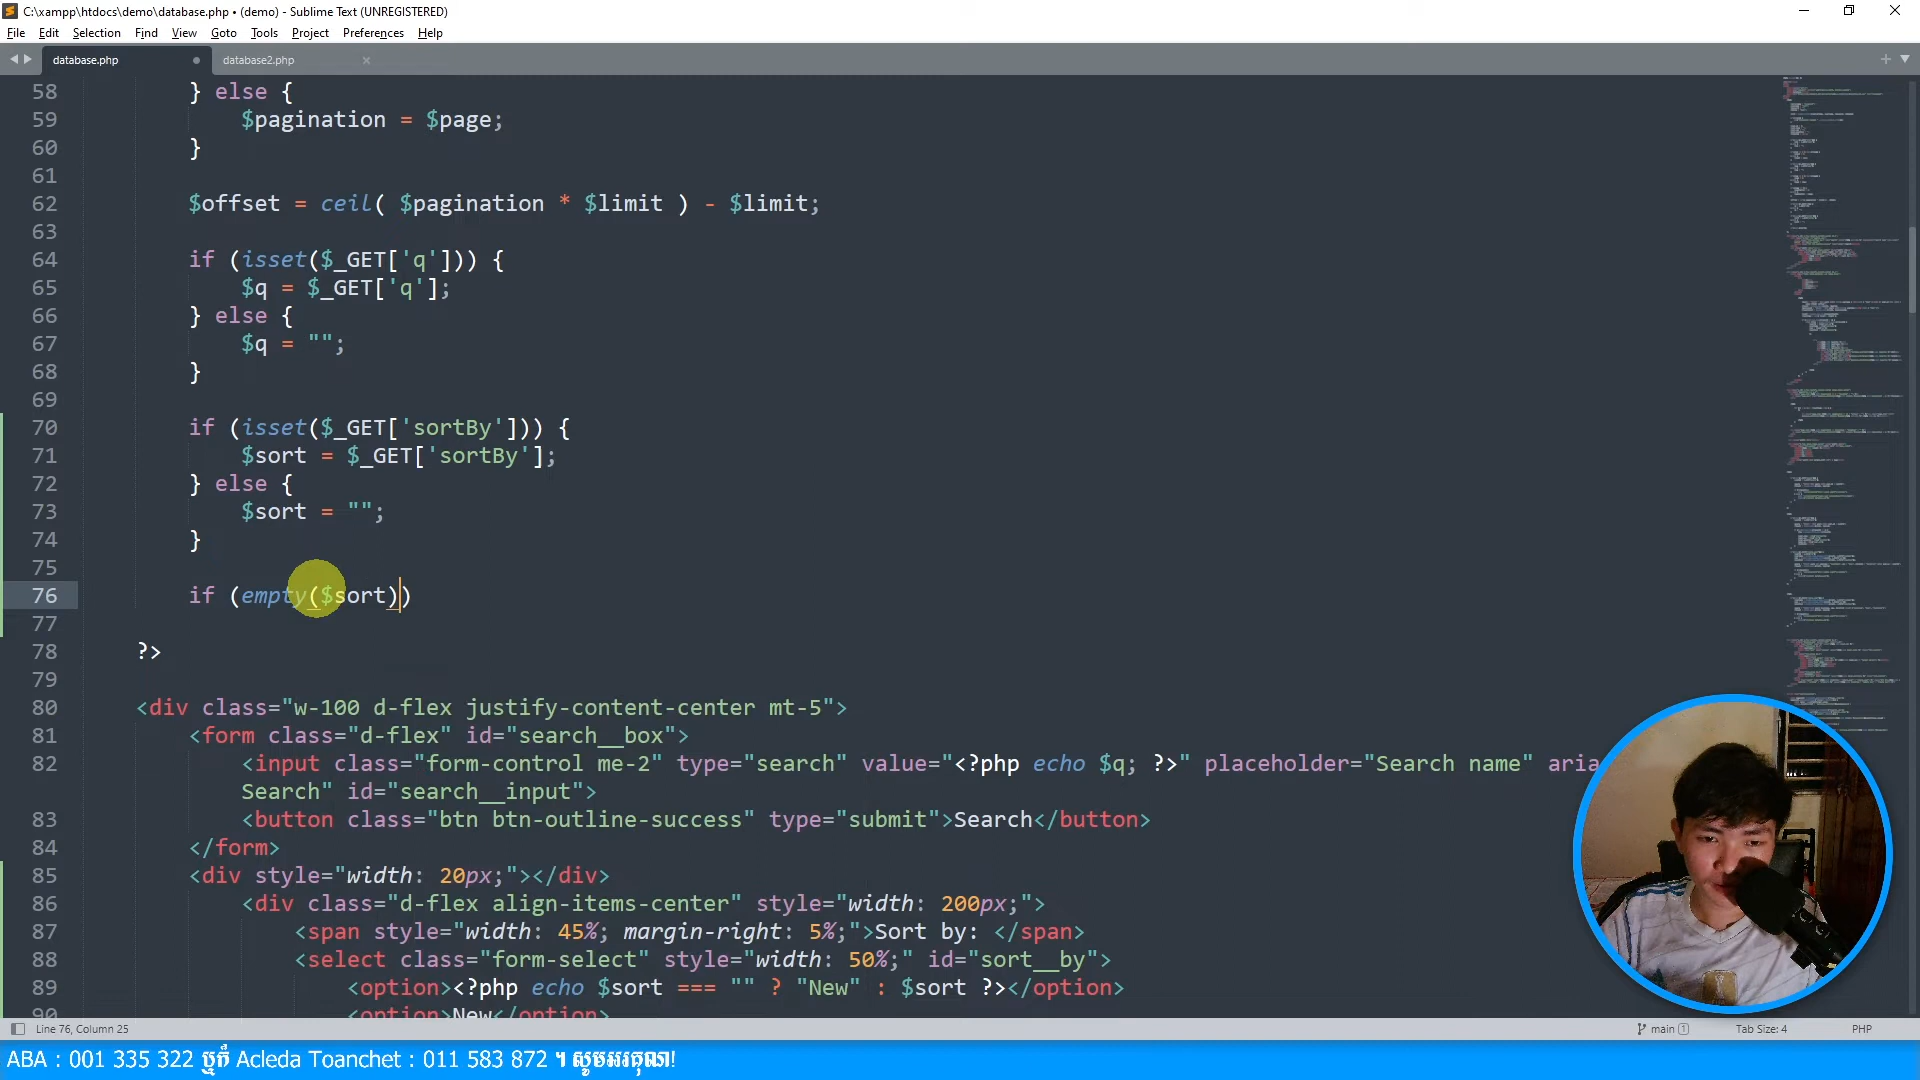 C:\xampp\htdocs\demo\database.php • (demo) - Sublime Text (UNREGISTERED)
File Edit Selection Find View Goto Tools Project Preferences Help
database.php database2.php
58 } else {
59 $pagination = $page;
60 }
61
62 $offset = ceil( $pagination * $limit ) - $limit;
63
64 if (isset($_GET['q'])) {
65 $q = $_GET['q'];
66 } else {
67 $q = "";
68 }
69
70 if (isset($_GET['sortBy'])) {
71 $sort = $_GET['sortBy'];
72 } else {
73 $sort = "";
74 }
75
76 if (empty($sort))
77
78 ?>
79
80 <div class="w-100 d-flex justify-content-center mt-5">
81 <form class="d-flex" id="search__box">
82 <input class="form-control me-2" type="search" value="<?php echo $q; ?>" placeholder="Search name" aria
Search" id="search__input">
83 <button class="btn btn-outline-success" type="submit">Search</button>
84 </form>
85 <div style="width: 20px;"></div>
86 <div class="d-flex align-items-center" style="width: 200px;">
87 <span style="width: 45%; margin-right: 5%;">Sort by: </span>
88 <select class="form-select" style="width: 50%;" id="sort__by">
89 <option><?php echo $sort === "" ? "New" : $sort ?></option>
90 <option>New</option>
Line 76, Column 25 main 1 Tab Size: 4 PHP
ABA : 001 335 322 ឬក៏ Acleda Toanchet : 011 583 872 ។ សូមអរគុណ!